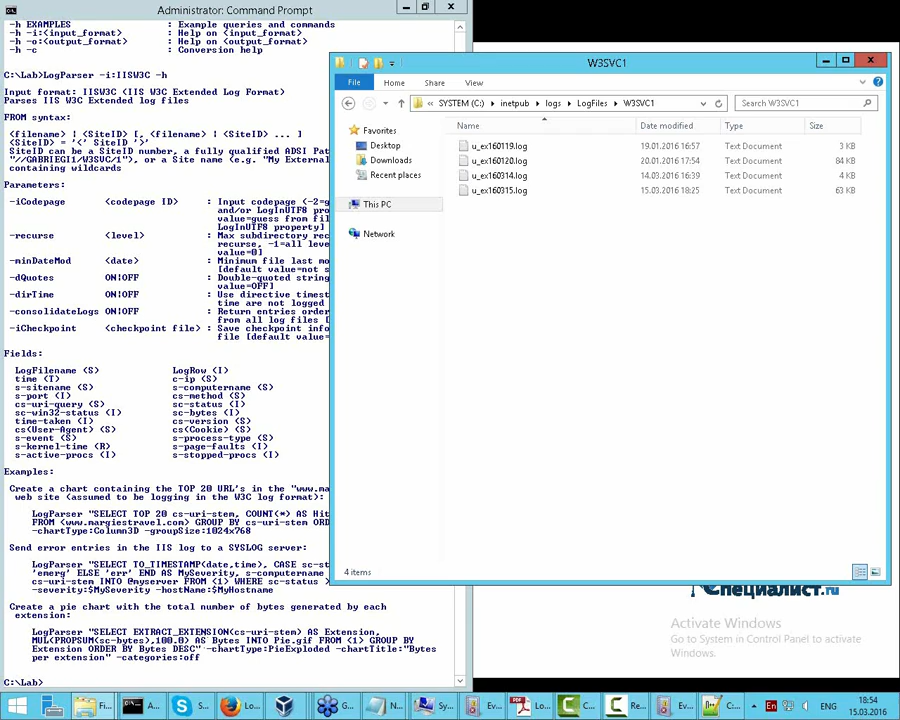 Administrator: Command Prompt
-h EXAMPLES : Example queries and commands
-h -i:<input_format> : Help on <input_format>
-h -o:<output_format> : Help on <output_format>
-h -c : Conversion help
C:\Lab>LogParser -i:IISW3C -h
Input format: IISW3C (IIS W3C Extended Log Format)
Parses IIS W3C Extended log files
FROM syntax:
<filename> | <SiteID> [, <filename> | <SiteID> ... ]
<SiteID> = '<' SiteID '>'
SiteID can be a SiteID number, a fully qualified ADSI Pat
"//GABRIEGI1/W3SVC/1"), or a Site name (e.g. "My External
containing wildcards
Parameters:
-iCodepage <codepage ID> : Input codepage (-2=g
and/or LogInUTF8 pro
value=guess from fil
LogInUTF8 property]
-recurse <level> : Max subdirectory rec
recurse, -1=all leve
value=0]
-minDateMod <date> : Minimum file last mo
[default value=not s
-dQuotes ON|OFF : Double-quoted string
value=OFF]
-dirTime ON|OFF : Use directive timest
time are not logged
-consolidateLogs ON|OFF : Return entries order
from all log files [
-iCheckpoint <checkpoint file> : Save checkpoint info
file [default value=
Fields:
LogFilename (S) LogRow (I)
time (T) c-ip (S)
s-sitename (S) s-computername (S)
s-port (I) cs-method (S)
cs-uri-query (S) sc-status (I)
sc-win32-status (I) sc-bytes (I)
time-taken (I) cs-version (S)
cs(User-Agent) (S) cs(Cookie) (S)
s-event (S) s-process-type (S)
s-kernel-time (R) s-page-faults (I)
s-active-procs (I) s-stopped-procs (I)
Examples:
Create a chart containing the TOP 20 URL's in the "www.ma
web site (assumed to be logging in the W3C log format):
LogParser "SELECT TOP 20 cs-uri-stem, COUNT(*) AS Hit
FROM <www.margiestravel.com> GROUP BY cs-uri-stem ORD
-chartType:Column3D -groupSize:1024x768
Send error entries in the IIS log to a SYSLOG server:
LogParser "SELECT TO_TIMESTAMP(date,time), CASE sc-st
'emerg' ELSE 'err' END AS MySeverity, s-computername
cs-uri-stem INTO @myserver FROM <1> WHERE sc-status >
-severity:$MySeverity -hostName:$MyHostname
Create a pie chart with the total number of bytes generated by each
extension:
LogParser "SELECT EXTRACT_EXTENSION(cs-uri-stem) AS Extension,
MUL(PROPSUM(sc-bytes),100.0) AS Bytes INTO Pie.gif FROM <1> GROUP BY
Extension ORDER BY Bytes DESC" -chartType:PieExploded -chartTitle:"Bytes
per extension" -categories:off
C:\Lab>
W3SVC1
File Home Share View
« SYSTEM (C:) inetpub logs LogFiles W3SVC1
Search W3SVC1
Favorites
Desktop
Downloads
Recent places
This PC
Network
Name Date modified Type Size
u_ex160119.log 19.01.2016 16:57 Text Document 3 KB
u_ex160120.log 20.01.2016 17:54 Text Document 84 KB
u_ex160314.log 14.03.2016 16:39 Text Document 4 KB
u_ex160315.log 15.03.2016 18:25 Text Document 63 KB
4 items
Специалист.ru
Activate Windows
Go to System in Control Panel to activate
Windows.
Fi... A... S... Lo... G... N... Sy... Ev... Lo... C... Re... Ev... C... En ENG
18:54
15.03.2016